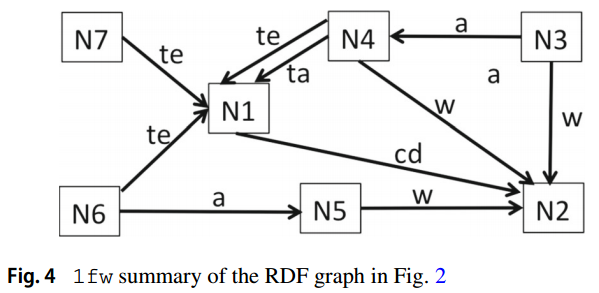 N7
te
te
N4
a
N3
ta
a
N1
w
w
te
cd
N6
a
N5
w
N2
Fig. 4 1fw summary of the RDF graph in Fig. 2